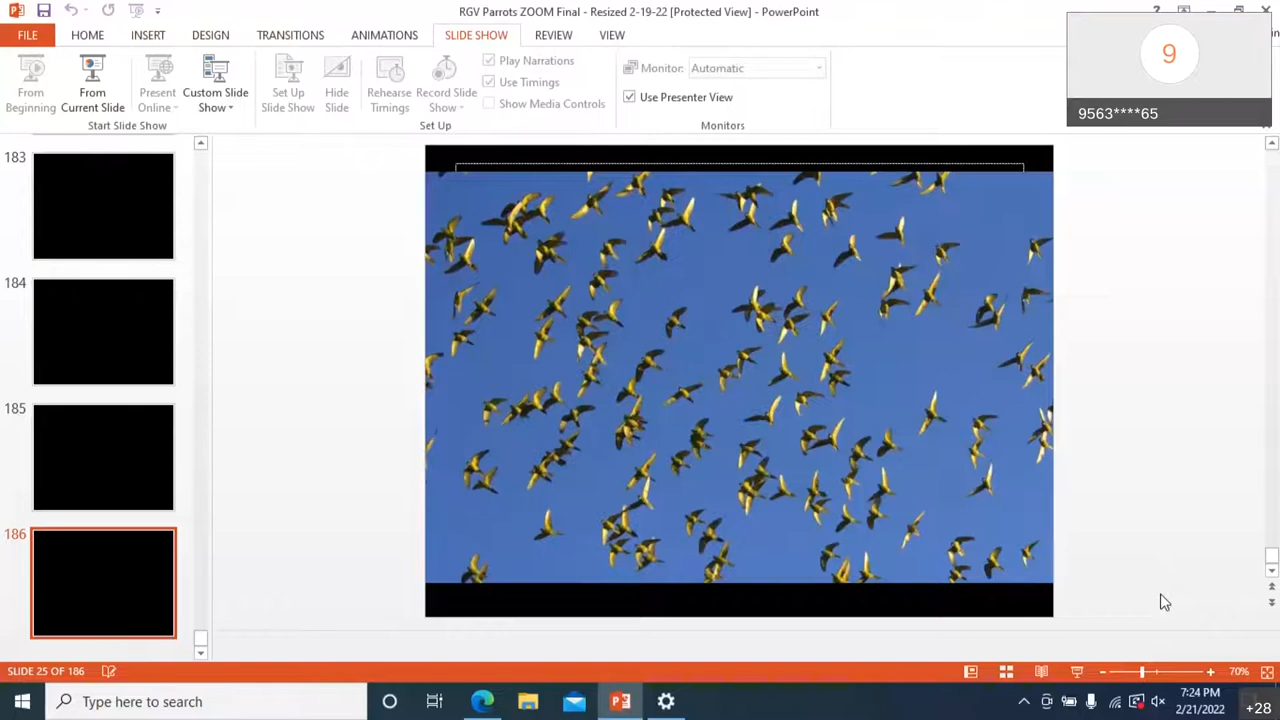 RGV Parrots ZOOM Final - Resized 2-19-22 [Protected View] - PowerPoint
?
FILE
HOME
INSERT
DESIGN
TRANSITIONS
ANIMATIONS
SLIDE SHOW
REVIEW
VIEW
in
9
9563****65
From Beginning
From Current Slide
Present Online
Custom Slide Show
Start Slide Show
Set Up Slide Show
Hide Slide
Rehearse Timings
Record Slide Show
Play Narrations
Use Timings
Show Media Controls
Set Up
Monitor: Automatic
Use Presenter View
Monitors
183
184
185
186
SLIDE 25 OF 186
70%
Type here to search
7:24 PM
2/21/2022
+28